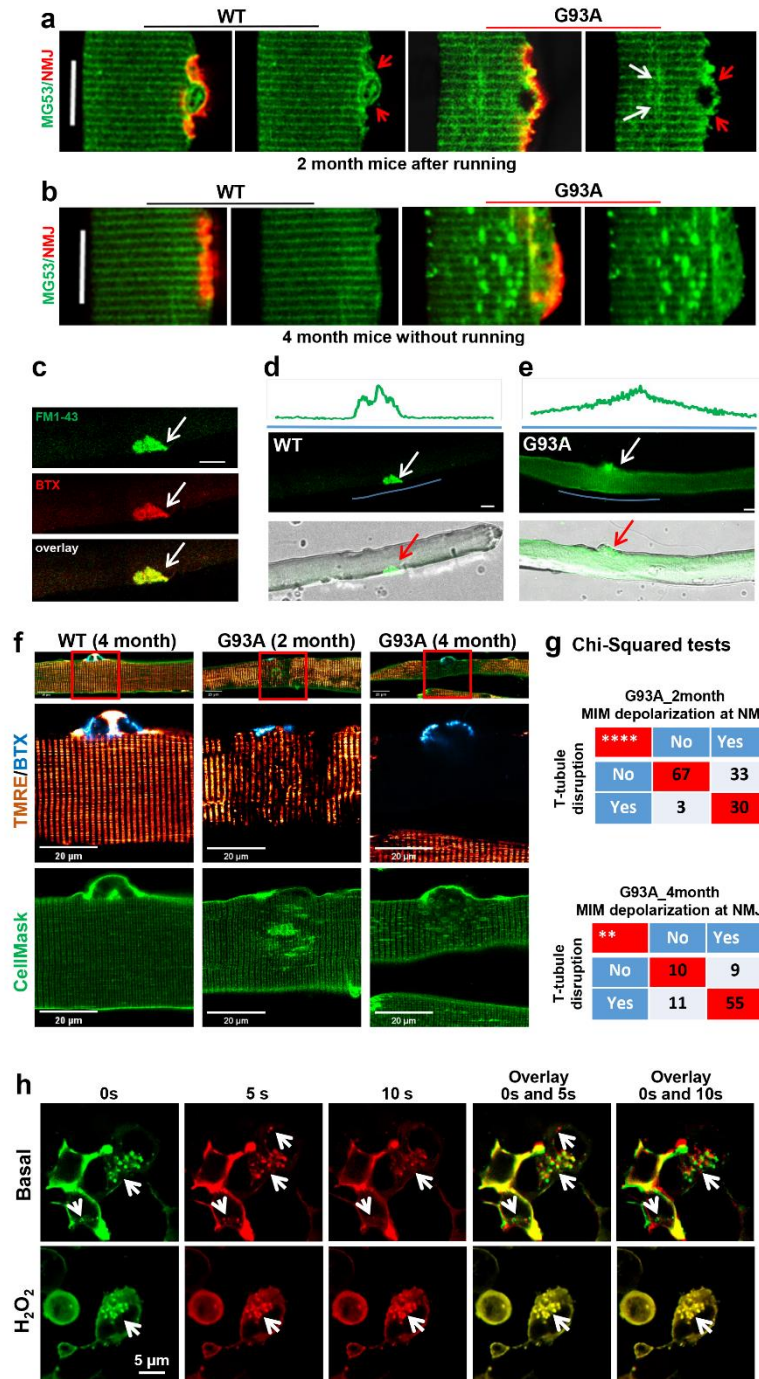 a
WT
G93A
MG53/NMJ
2 month mice after running
b
WT
G93A
MG53/NMJ
4 month mice without running
c
d
e
FM1-43
BTX
overlay
WT
G93A
f
WT (4 month)
G93A (2 month)
G93A (4 month)
TMRE/BTX
20 µm
20 µm
20 µm
CellMask
20 µm
20 µm
20 µm
g
Chi-Squared tests
G93A_2month
MIM depolarization at NMJ
T-tubule disruption
**** No Yes
No 67 33
Yes 3 30
G93A_4month
MIM depolarization at NMJ
T-tubule disruption
** No Yes
No 10 9
Yes 11 55
h
0s
5 s
10 s
Overlay
0s and 5s
Overlay
0s and 10s
Basal
H₂O₂
5 µm